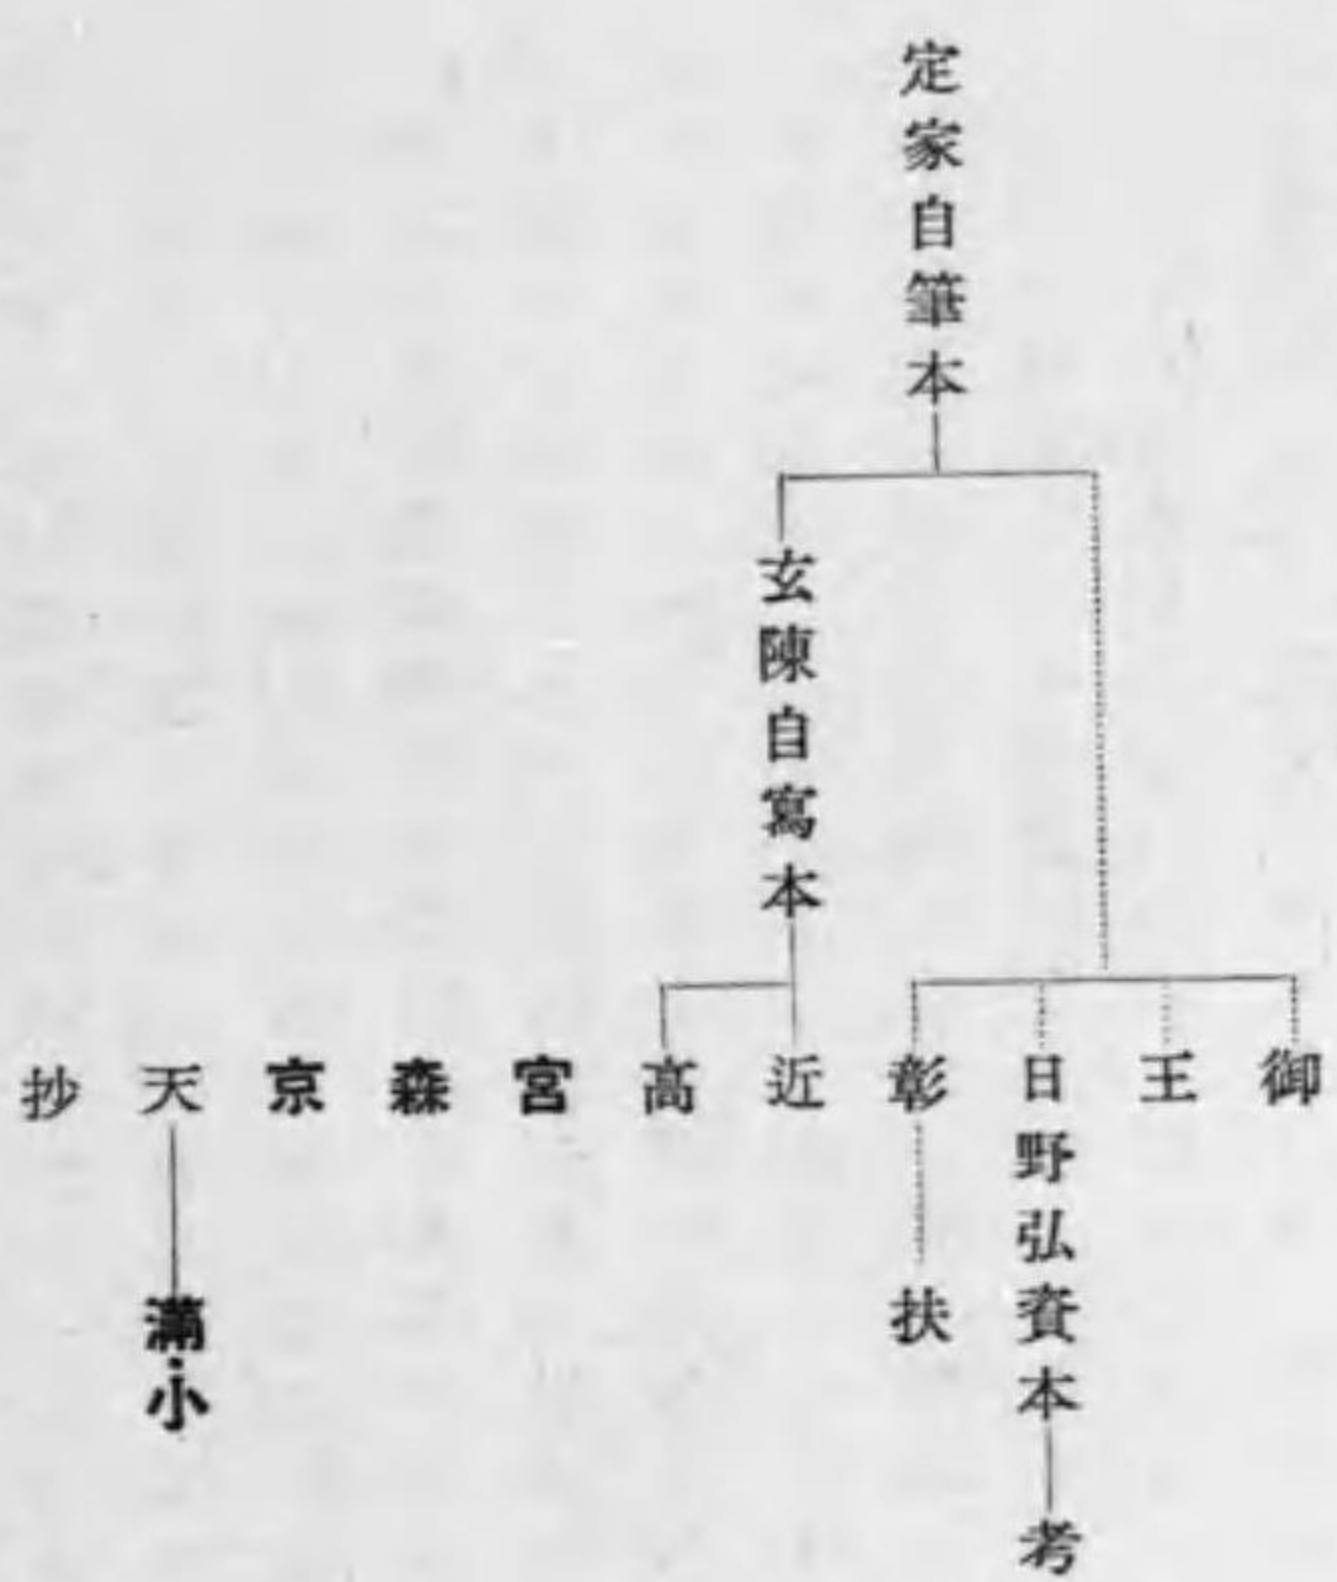 定家自筆本
玄陳自寫本
御
王
日野弘資本
考
彰
扶
近
高
宮
森
京
天
滿・小
抄